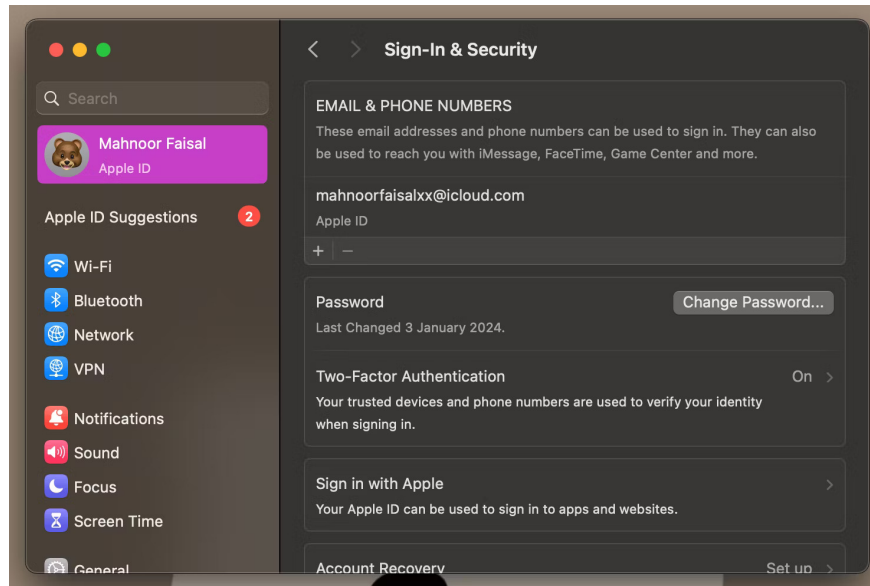 Search
Mahnoor Faisal
Apple ID
Apple ID Suggestions
2
Wi-Fi
Bluetooth
Network
VPN
Notifications
Sound
Focus
Screen Time
General
Sign-In & Security
EMAIL & PHONE NUMBERS
These email addresses and phone numbers can be used to sign in. They can also
be used to reach you with iMessage, FaceTime, Game Center and more.
mahnoorfaisalxx@icloud.com
Apple ID
+ −
Password
Change Password...
Last Changed 3 January 2024.
Two-Factor Authentication
On
Your trusted devices and phone numbers are used to verify your identity
when signing in.
Sign in with Apple
Your Apple ID can be used to sign in to apps and websites.
Account Recovery
Set up